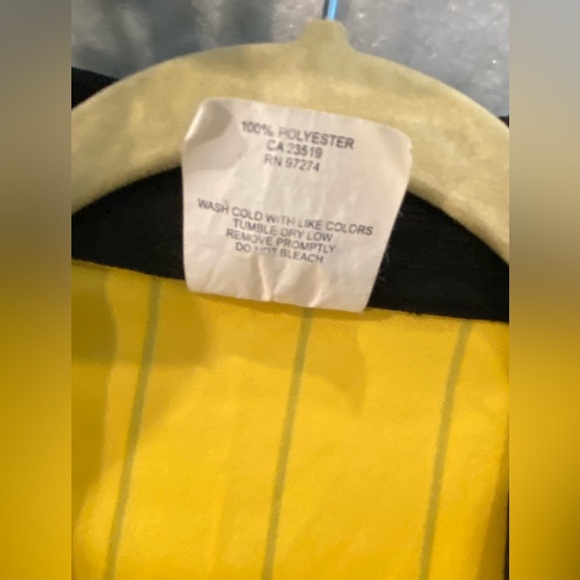 100% POLYESTER
CA 23519
RN 97274
WASH COLD WITH LIKE COLORS
TUMBLE DRY LOW
REMOVE PROMPTLY
DO NOT BLEACH